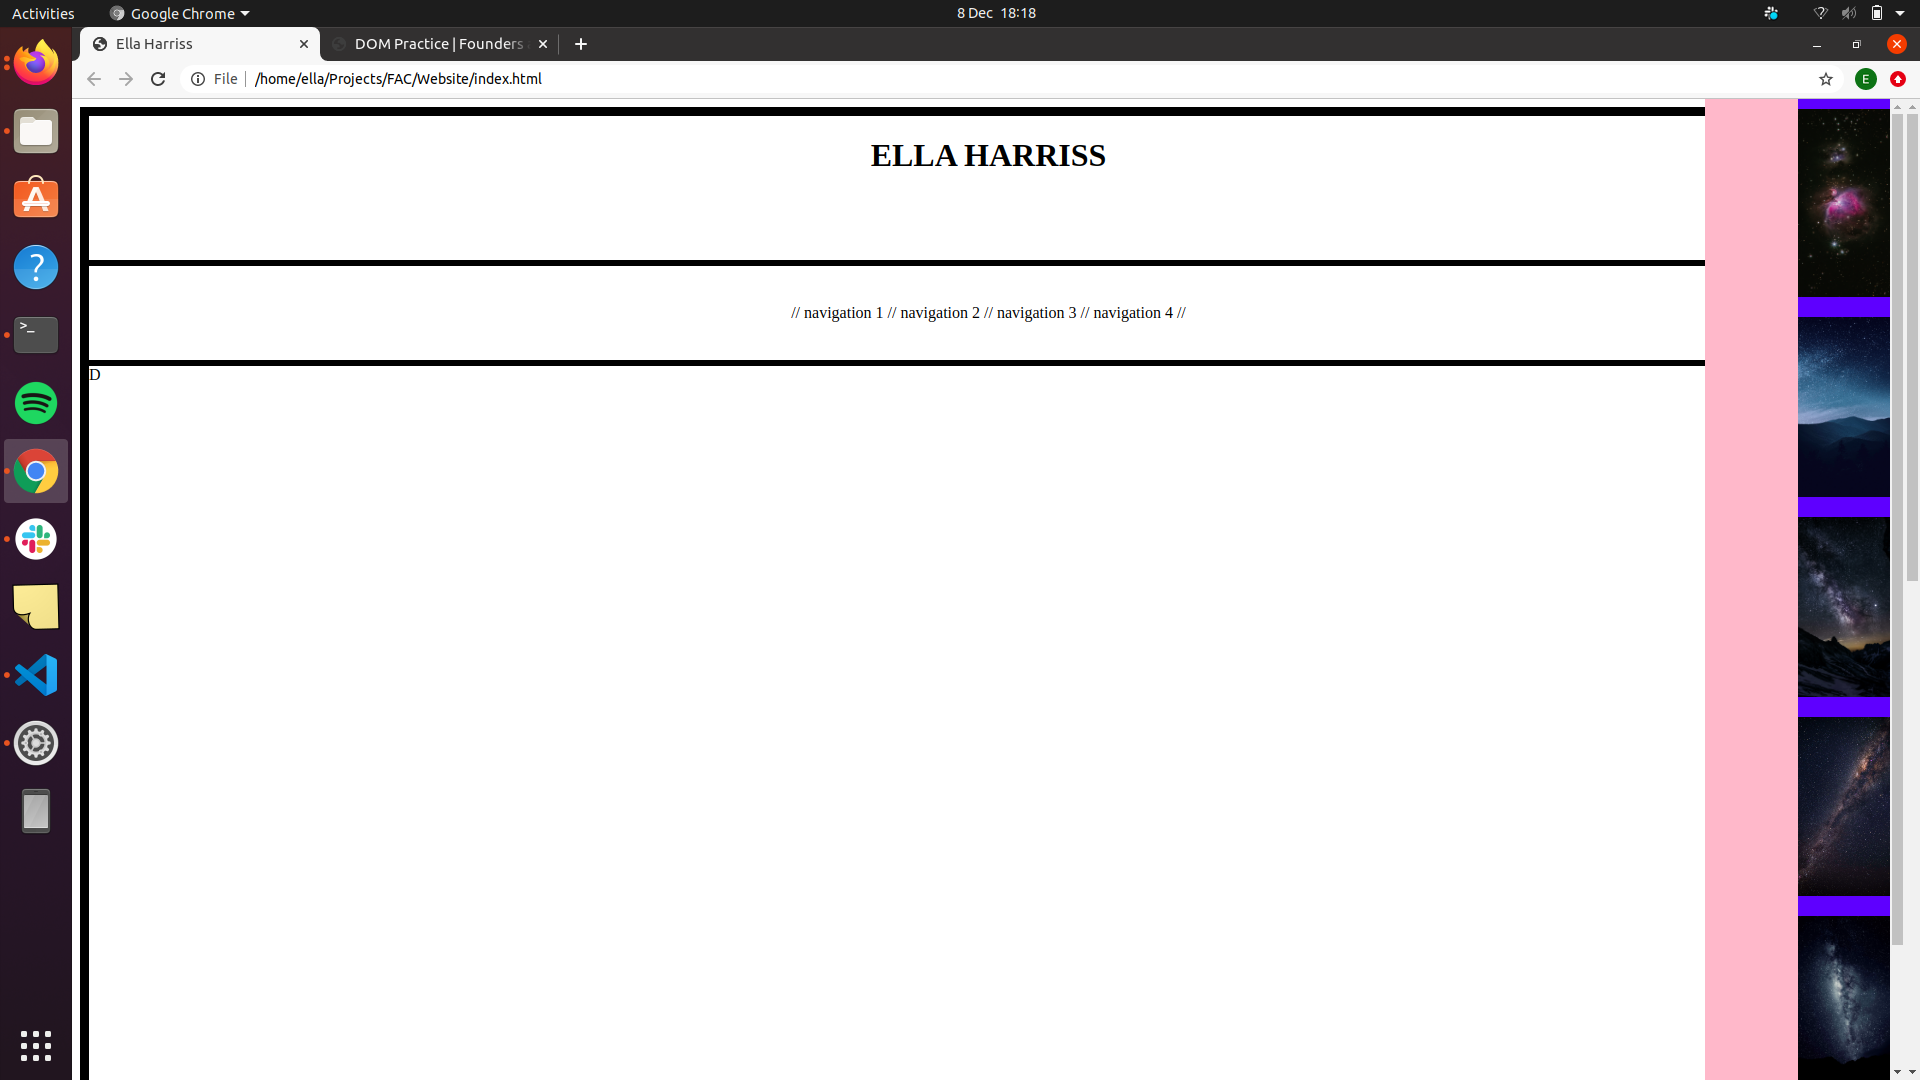 Activities
Google Chrome
8 Dec 18:18
Ella Harriss
DOM Practice | Founders
File
/home/ella/Projects/FAC/Website/index.html
E
ELLA HARRISS
// navigation 1 // navigation 2 // navigation 3 // navigation 4 //
D